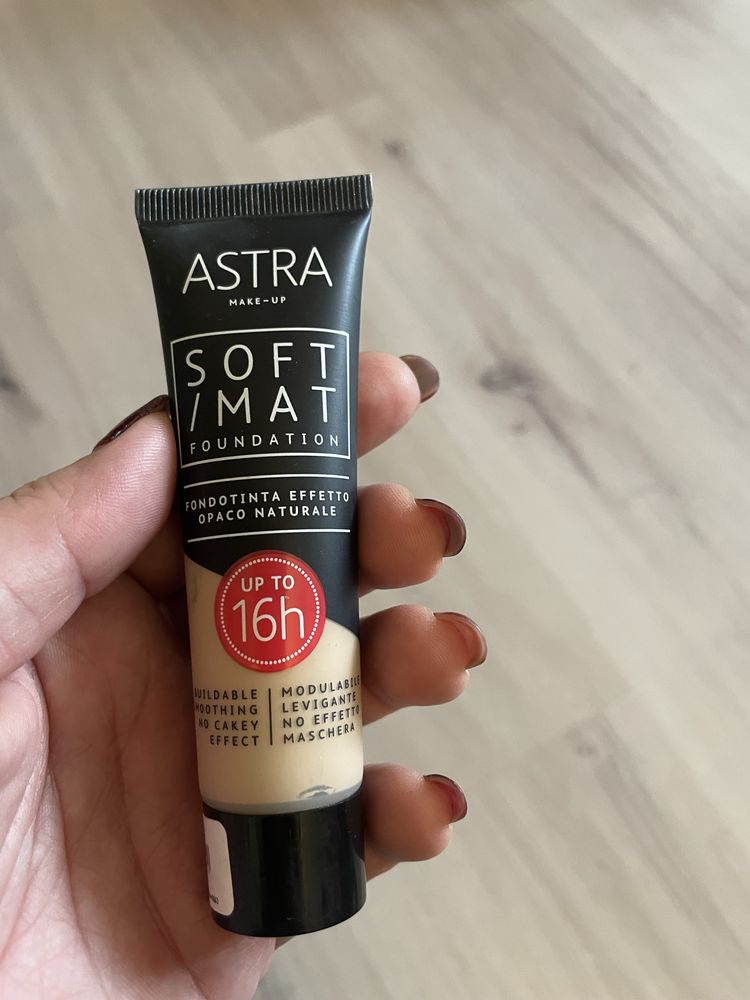 ASTRA
MAKE-UP
SOFT
/MAT
FOUNDATION
FONDOTINTA EFFETTO
OPACO NATURALE
UP TO
16h
BUILDABLE
SMOOTHING
NO CAKEY
EFFECT
MODULABILE
LEVIGANTE
NO EFFETTO
MASCHERA